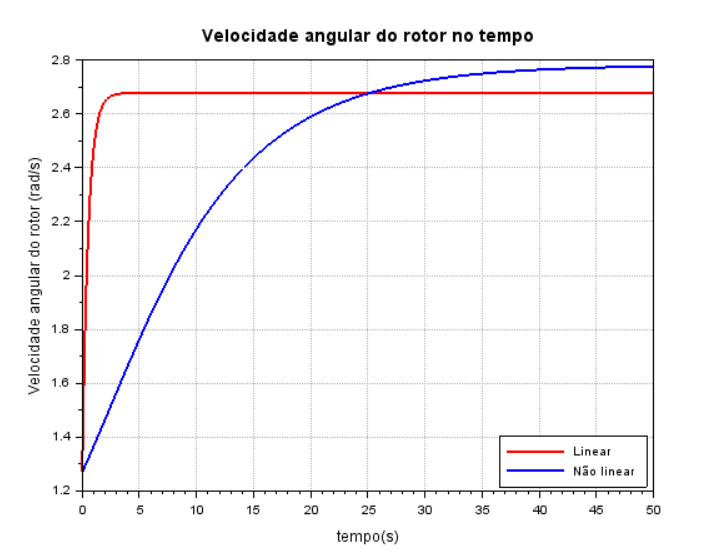 Velocidade angular do rotor no tempo
Velocidade angular do rotor (rad/s)
2.8
2.6
2.4
2.2
2
1.8
1.6
1.4
1.2
0 5 10 15 20 25 30 35 40 45 50
tempo(s)
Linear
Não linear